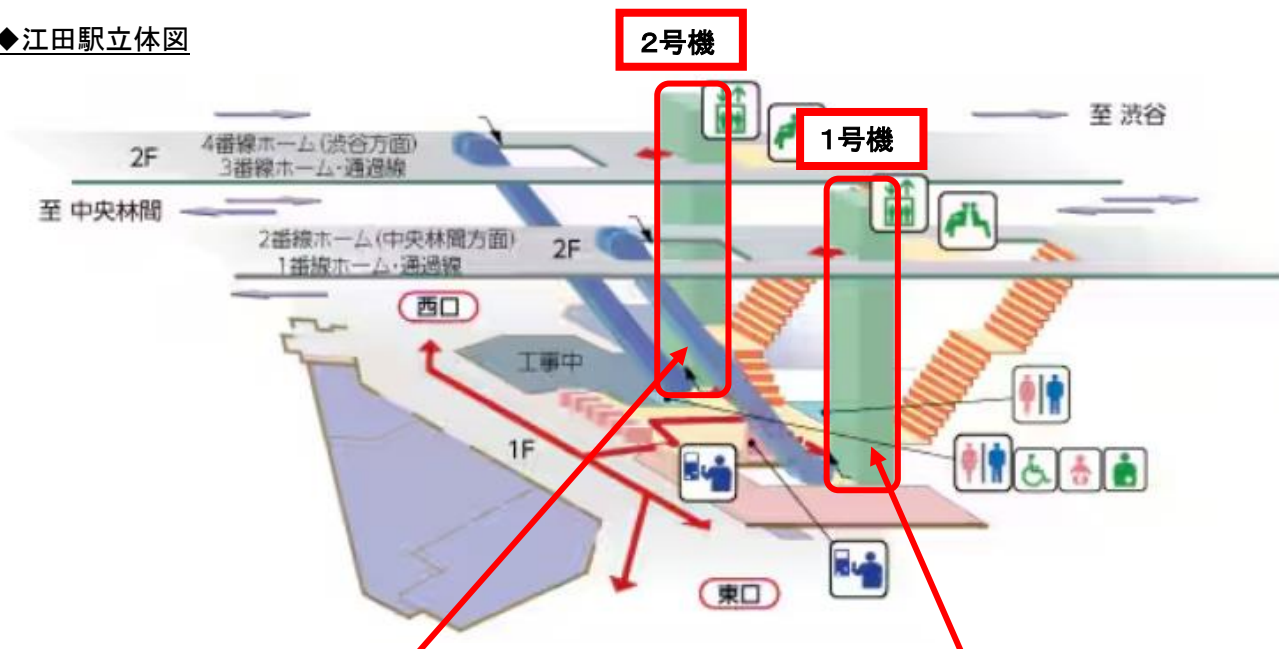 ◆江田駅立体図
2号機
1号機
至 渋谷
4番線ホーム(渋谷方面)
3番線ホーム・通過線
2F
至 中央林間
2番線ホーム(中央林間方面)
1番線ホーム・通過線
2F
西口
工事中
1F
東口